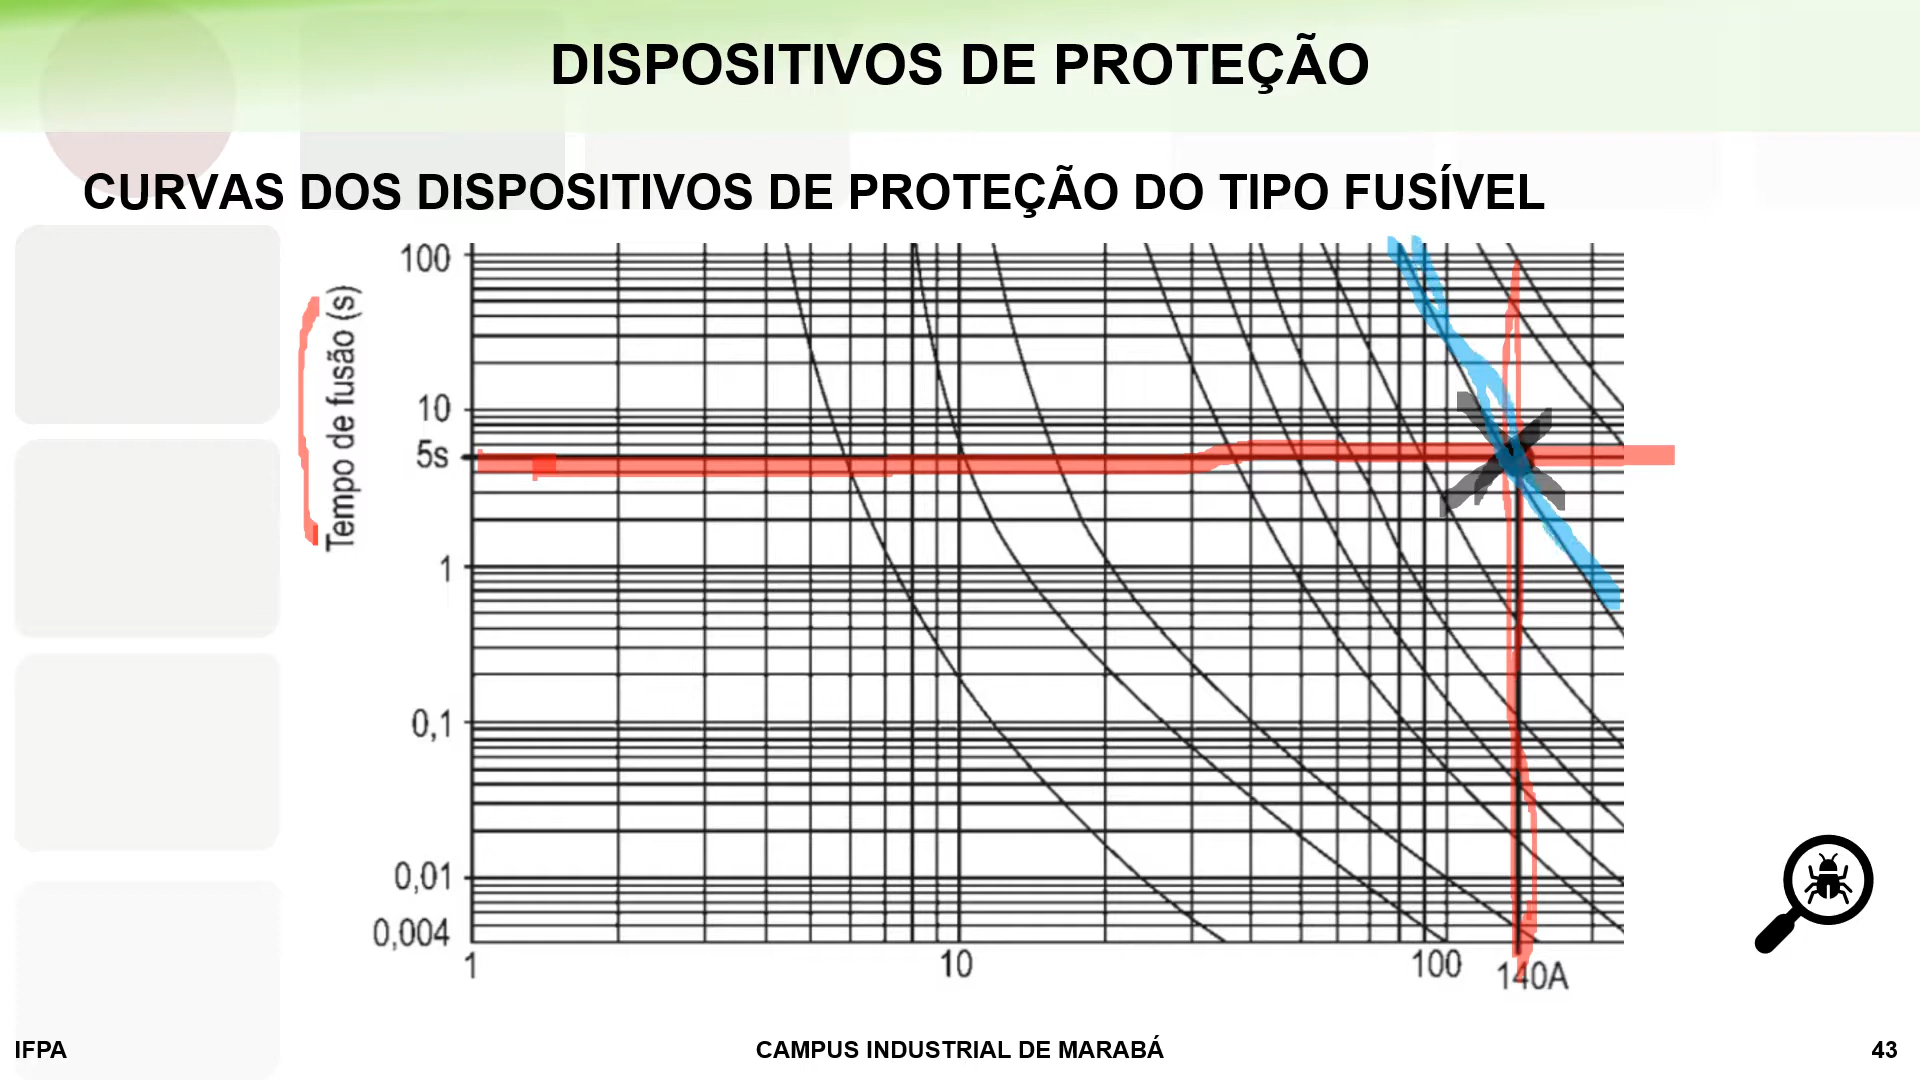 DISPOSITIVOS DE PROTEÇÃO
CURVAS DOS DISPOSITIVOS DE PROTEÇÃO DO TIPO FUSÍVEL
Tempo de fusão (s)
100
10
5s
1
0,1
0,01
0,004
1 10 100 140A
IFPA CAMPUS INDUSTRIAL DE MARABÁ 43